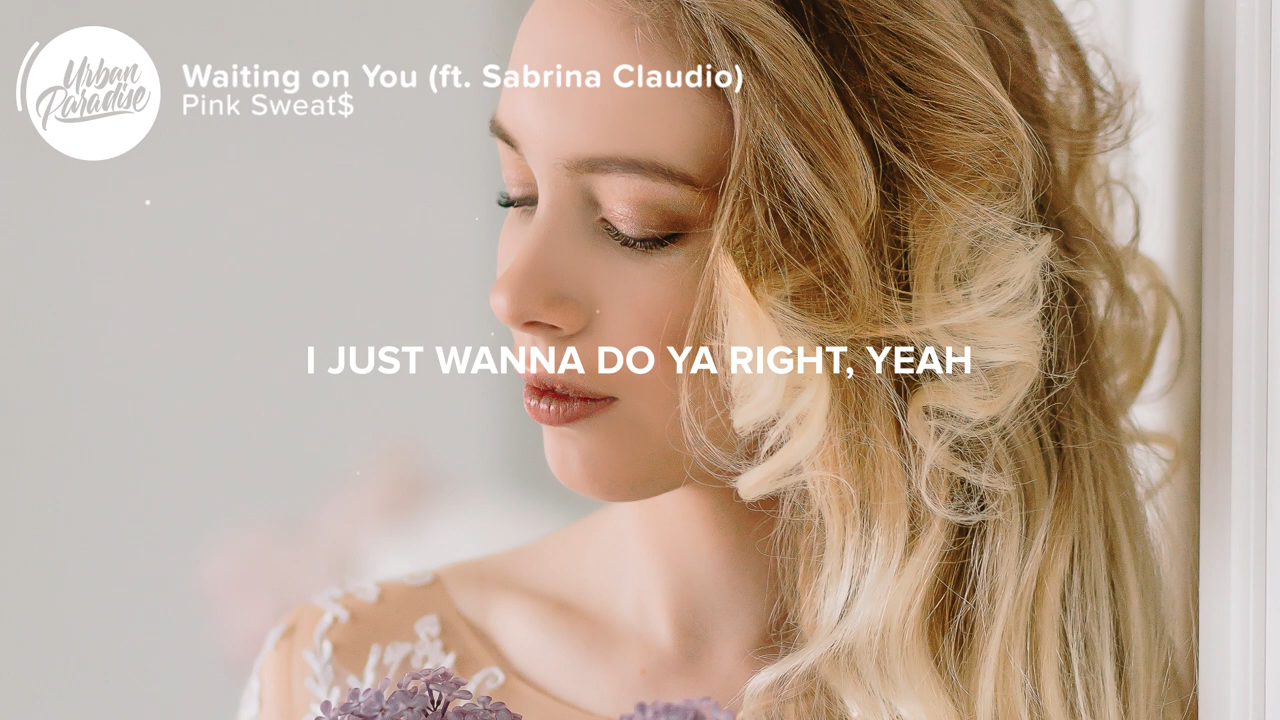 Urban
Paradise
Waiting on You (ft. Sabrina Claudio)
Pink Sweat$
I JUST WANNA DO YA RIGHT, YEAH